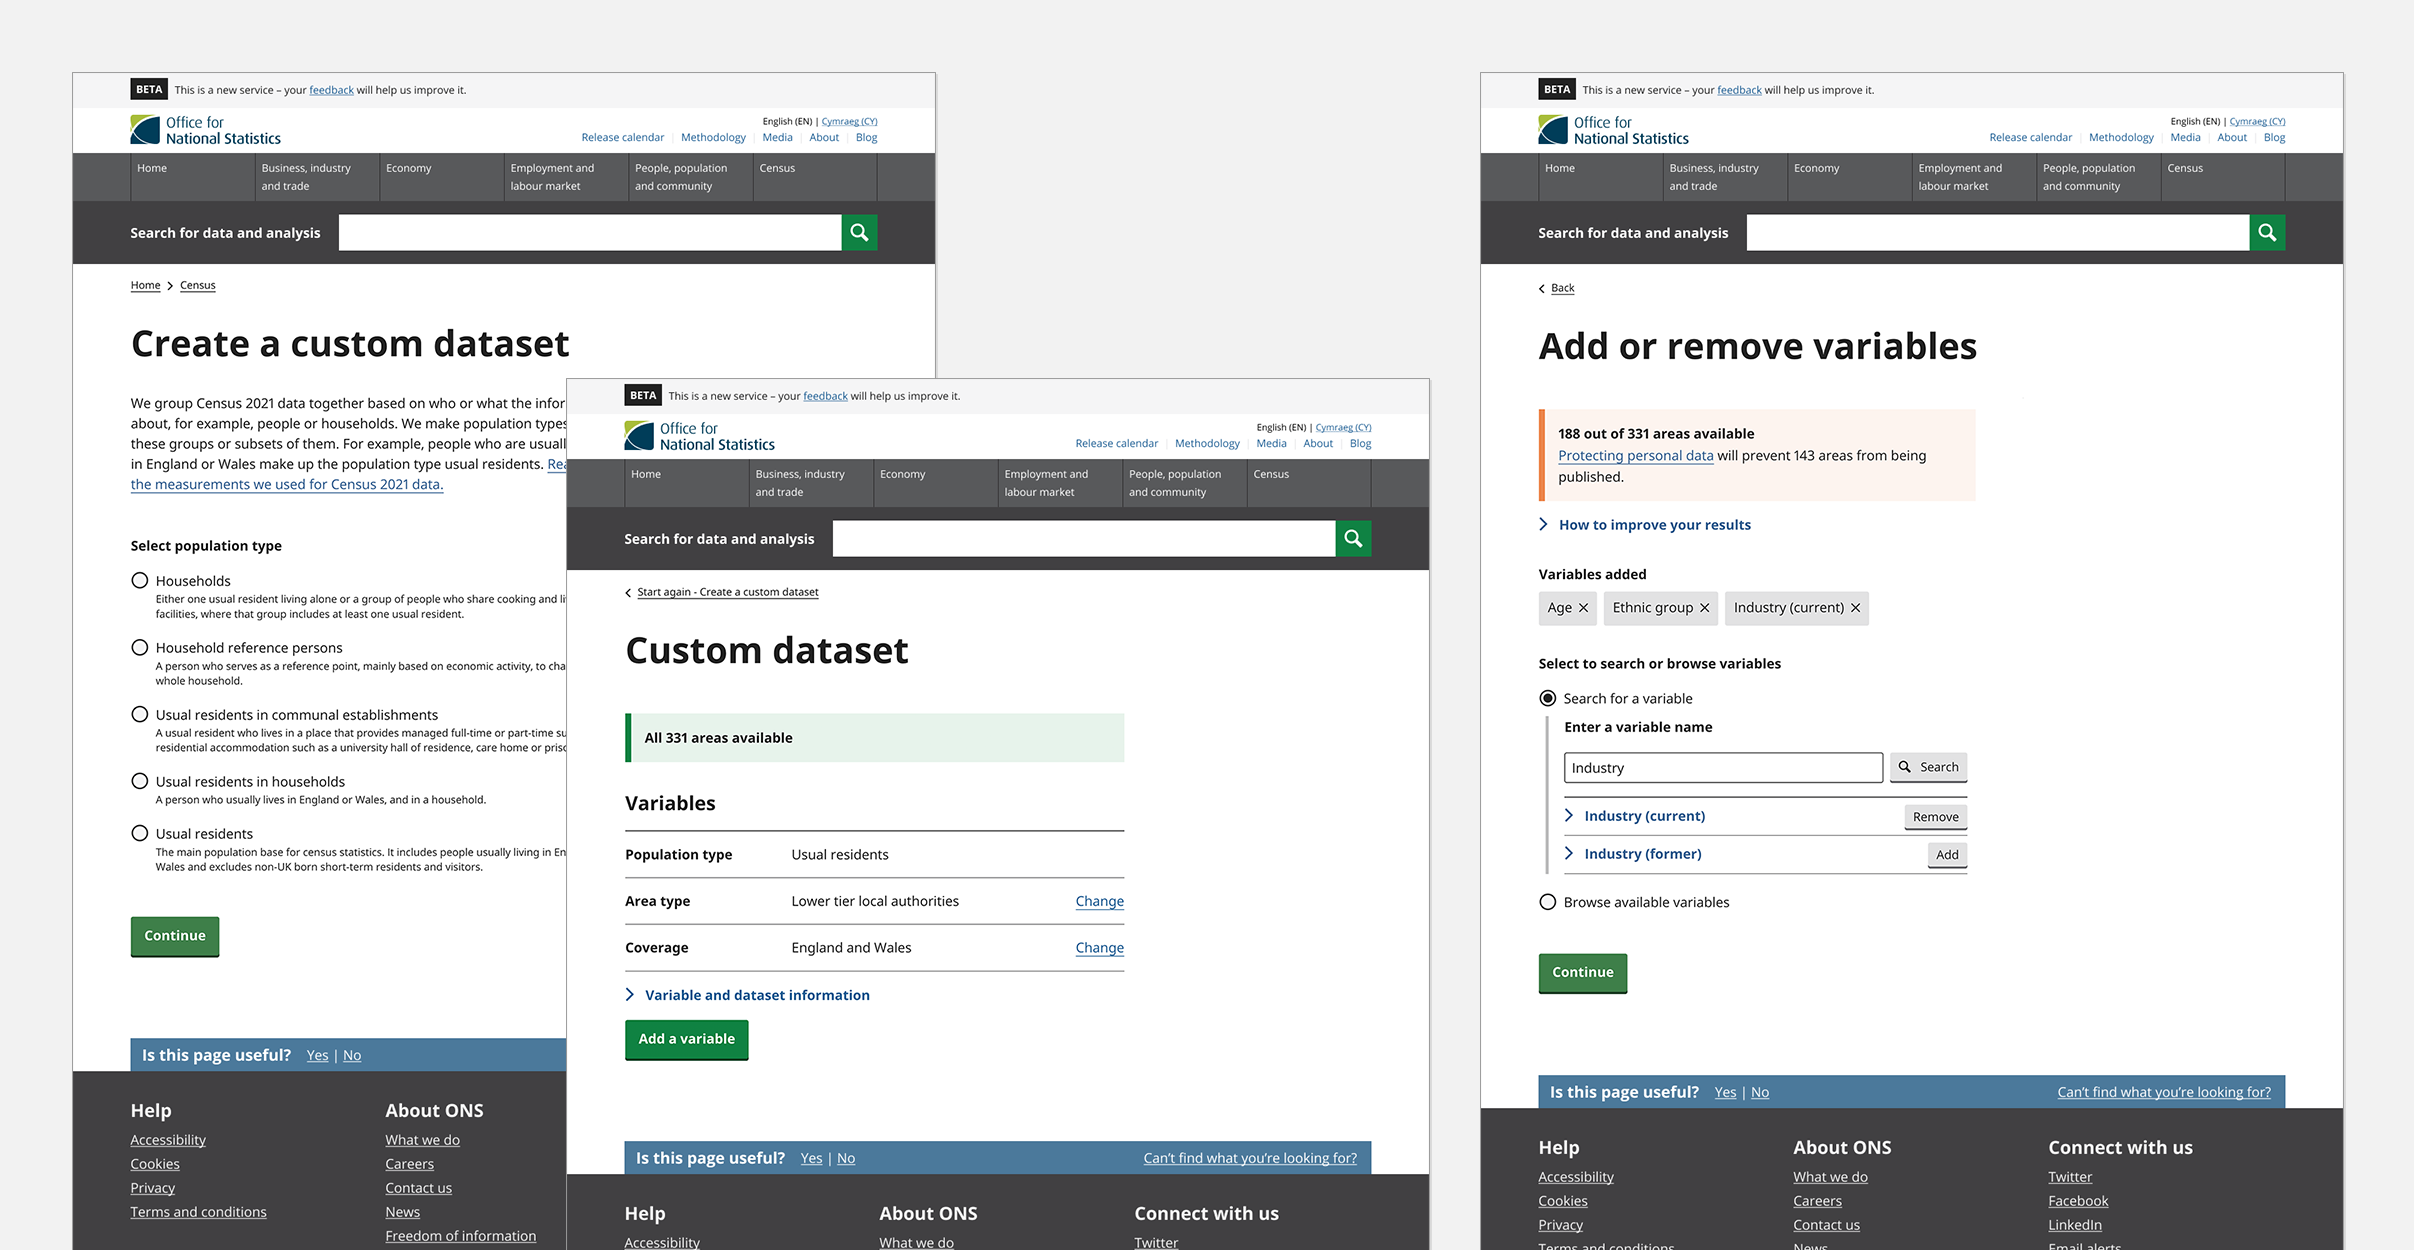 BETA This is a new service – your feedback will help us improve it.
Office for
National Statistics
English (EN) | Cymraeg (CY)
Release calendar Methodology Media About Blog
Home Business, industry and trade Economy Employment and labour market People, population and community Census
Search for data and analysis
Home > Census
Create a custom dataset
We group Census 2021 data together based on who or what the
about, for example, people or households. We make population types
these groups or subsets of them. For example, people who are
in England or Wales make up the population type usual residents.
the measurements we used for Census 2021 data.
Select population type
Households
Either one usual resident living alone or a group of people who share cooking and
facilities, where that group includes at least one usual resident.
Household reference persons
A person who serves as a reference point, mainly based on economic activity, to
whole household.
Usual residents in communal establishments
A usual resident who lives in a place that provides managed full-time or part-time
residential accommodation such as a university hall of residence, care home or
Usual residents in households
A person who usually lives in England or Wales, and in a household.
Usual residents
The main population base for census statistics. It includes people usually living in
Wales and excludes non-UK born short-term residents and visitors.
Continue
Is this page useful? Yes | No
Help
Accessibility
Cookies
Privacy
Terms and conditions
About ONS
What we do
Careers
Contact us
News
Freedom of information
BETA This is a new service – your feedback will help us improve it.
Office for
National Statistics
English (EN) | Cymraeg (CY)
Release calendar Methodology Media About Blog
Home Business, industry and trade Economy Employment and labour market People, population and community Census
Search for data and analysis
Start again - Create a custom dataset
Custom dataset
All 331 areas available
Variables
Population type Usual residents
Area type Lower tier local authorities Change
Coverage England and Wales Change
Variable and dataset information
Add a variable
Is this page useful? Yes | No Can't find what you're looking for?
Help About ONS Connect with us
Accessibility What we do Twitter
BETA This is a new service – your feedback will help us improve it.
Office for
National Statistics
English (EN) | Cymraeg (CY)
Release calendar Methodology Media About Blog
Home Business, industry and trade Economy Employment and labour market People, population and community Census
Search for data and analysis
Back
Add or remove variables
188 out of 331 areas available
Protecting personal data will prevent 143 areas from being
published.
How to improve your results
Variables added
Age Ethnic group Industry (current)
Select to search or browse variables
Search for a variable
Enter a variable name
Industry Search
Industry (current) Remove
Industry (former) Add
Browse available variables
Continue
Is this page useful? Yes | No Can't find what you're looking for?
Help About ONS Connect with us
Accessibility What we do Twitter
Cookies Careers Facebook
Privacy Contact us LinkedIn
Terms and conditions News Email alerts